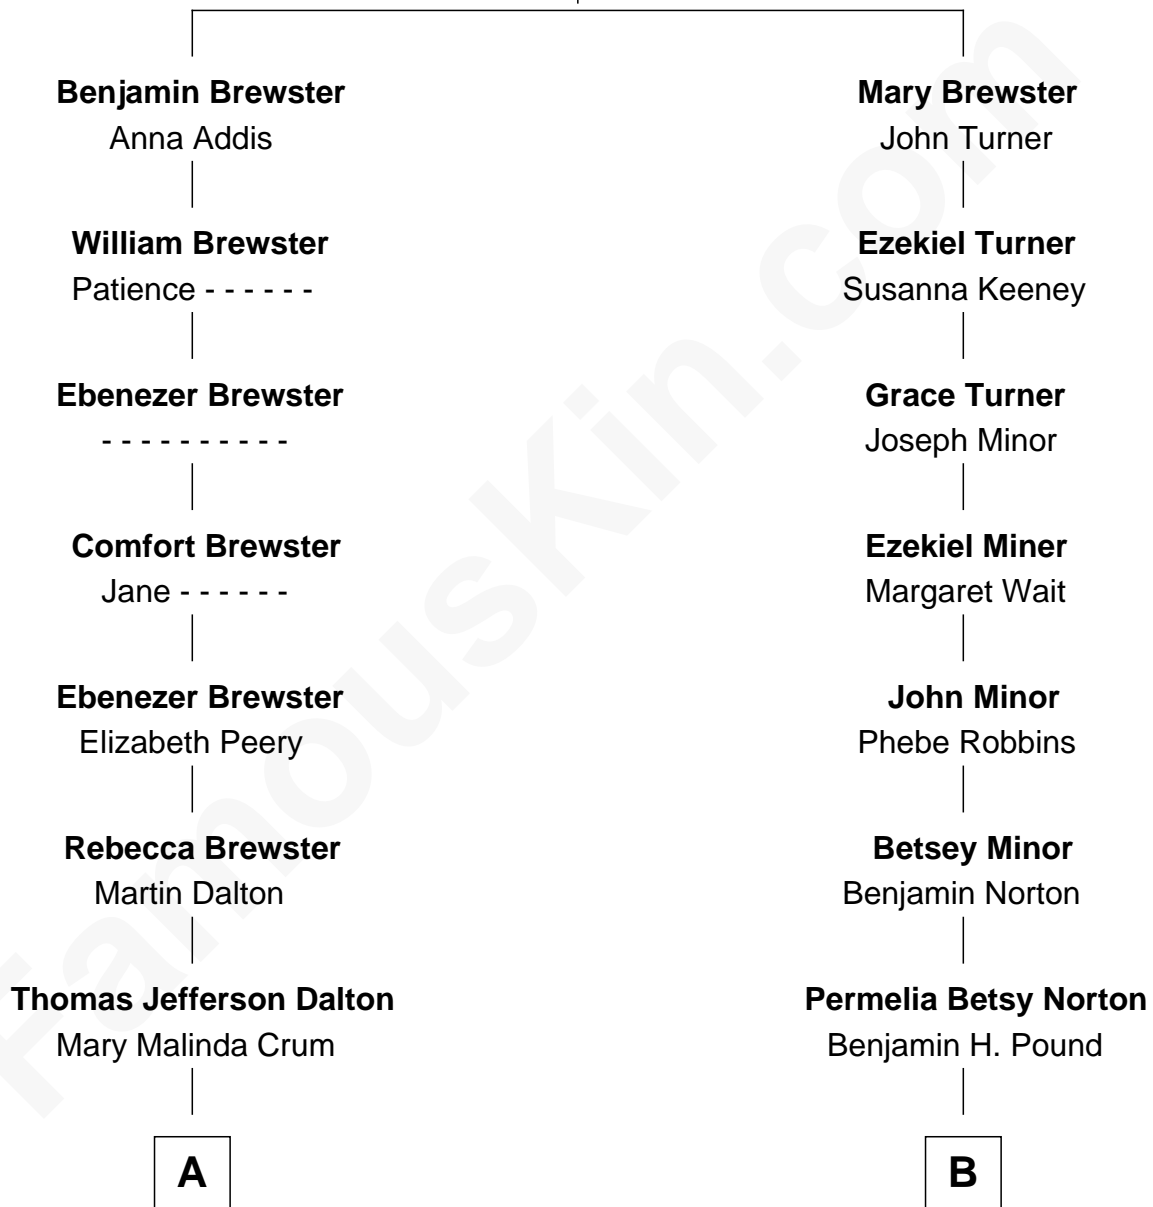 Benjamin Brewster
Anna Addis
William Brewster
Patience - - - - - -
Ebenezer Brewster
- - - - - - - - - -
Comfort Brewster
Jane - - - - - -
Ebenezer Brewster
Elizabeth Peery
Rebecca Brewster
Martin Dalton
Thomas Jefferson Dalton
Mary Malinda Crum
A
Mary Brewster
John Turner
Ezekiel Turner
Susanna Keeney
Grace Turner
Joseph Minor
Ezekiel Miner
Margaret Wait
John Minor
Phebe Robbins
Betsey Minor
Benjamin Norton
Permelia Betsy Norton
Benjamin H. Pound
B
FamousKin.com